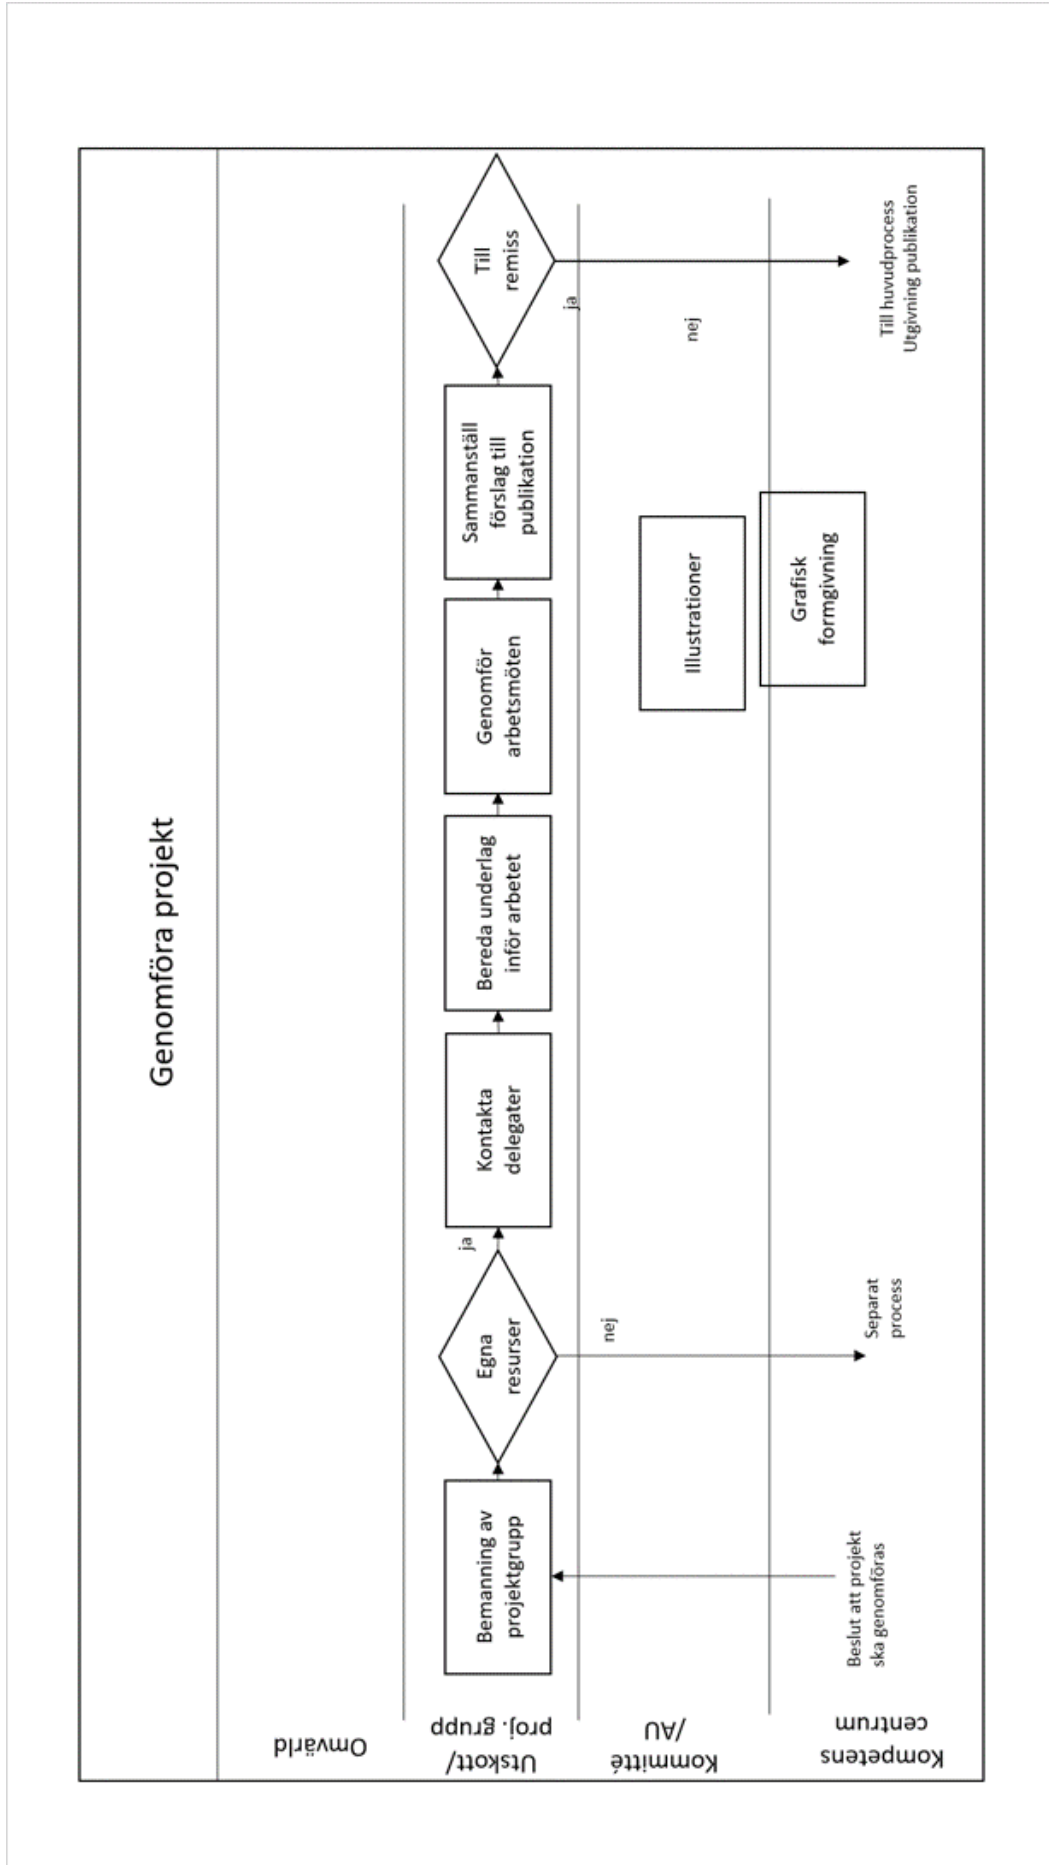 Genomföra projekt
Omvärld
Utskott/
proj. grupp
Kommitté
/AU
Kompetens
centrum
Bemanning av
projektgrupp
Egna
resurser
ja
nej
Kontakta
delegater
Bereda underlag
inför arbetet
Genomför
arbetsmöten
Sammanställ
förslag till
publikation
Till
remiss
ja
nej
Illustrationer
Grafisk
formgivning
Beslut att projekt
ska genomföras
Separat
process
Till huvudprocess
Utgivning publikation